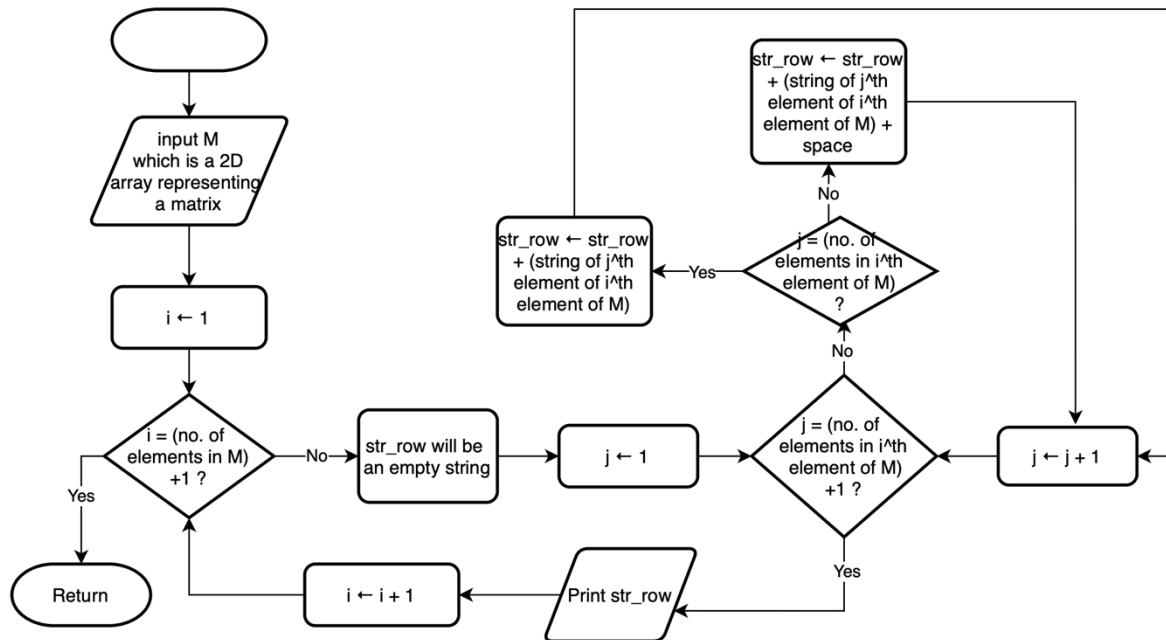 input M
which is a 2D
array representing
a matrix
i ← 1
i = (no. of
elements in M)
+1 ?
Yes
Return
No
str_row will be
an empty string
j ← 1
j = (no. of
elements in i^th
element of M)
+1 ?
No
j = (no. of
elements in i^th
element of M)
?
Yes
str_row ← str_row
+ (string of j^th
element of i^th
element of M)
No
str_row ← str_row
+ (string of j^th
element of i^th
element of M) +
space
j ← j + 1
Yes
Print str_row
i ← i + 1